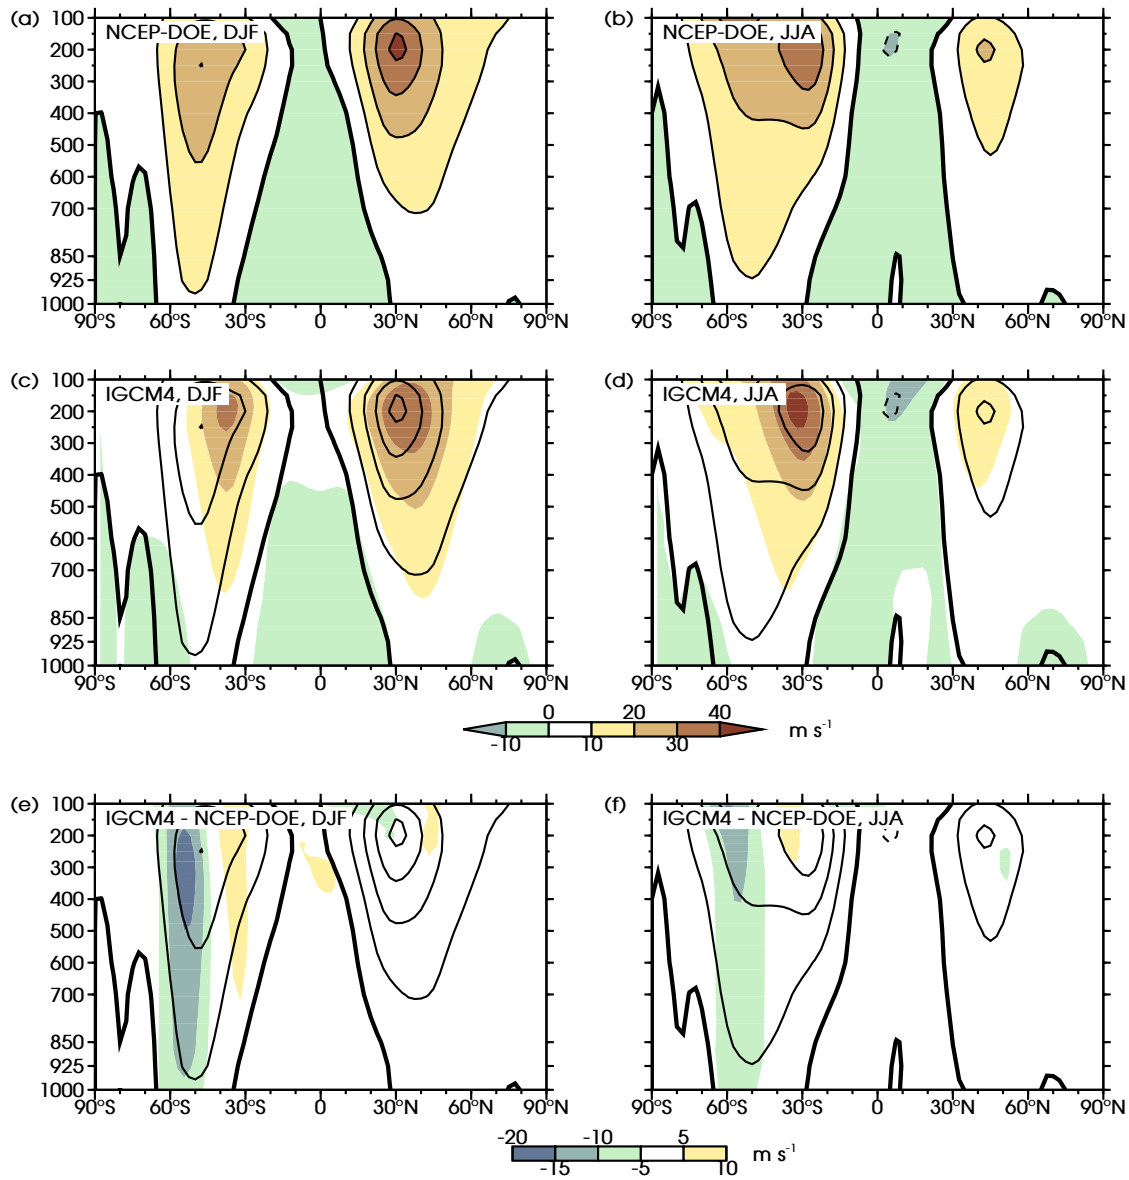 (a) NCEP-DOE, DJF
100
200
300
400
500
600
700
850
925
1000
90°S 60°S 30°S 0 30°N 60°N 90°N
(b) NCEP-DOE, JJA
90°S 60°S 30°S 0 30°N 60°N 90°N
(c) IGCM4, DJF
100
200
300
400
500
600
700
850
925
1000
90°S 60°S 30°S 0 30°N 60°N 90°N
(d) IGCM4, JJA
90°S 60°S 30°S 0 30°N 60°N 90°N
0 20 40
-10 10 30
m s⁻¹
(e) IGCM4 - NCEP-DOE, DJF
100
200
300
400
500
600
700
850
925
1000
90°S 60°S 30°S 0 30°N 60°N 90°N
(f) IGCM4 - NCEP-DOE, JJA
90°S 60°S 30°S 0 30°N 60°N 90°N
-20 -10 5
-15 -5 10
m s⁻¹